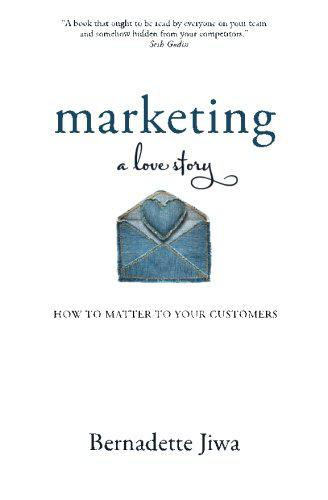 "A book that ought to be read by everyone on your team
and somehow hidden from your competitors."
Seth Godin
marketing
a love story
HOW TO MATTER TO YOUR CUSTOMERS
Bernadette Jiwa